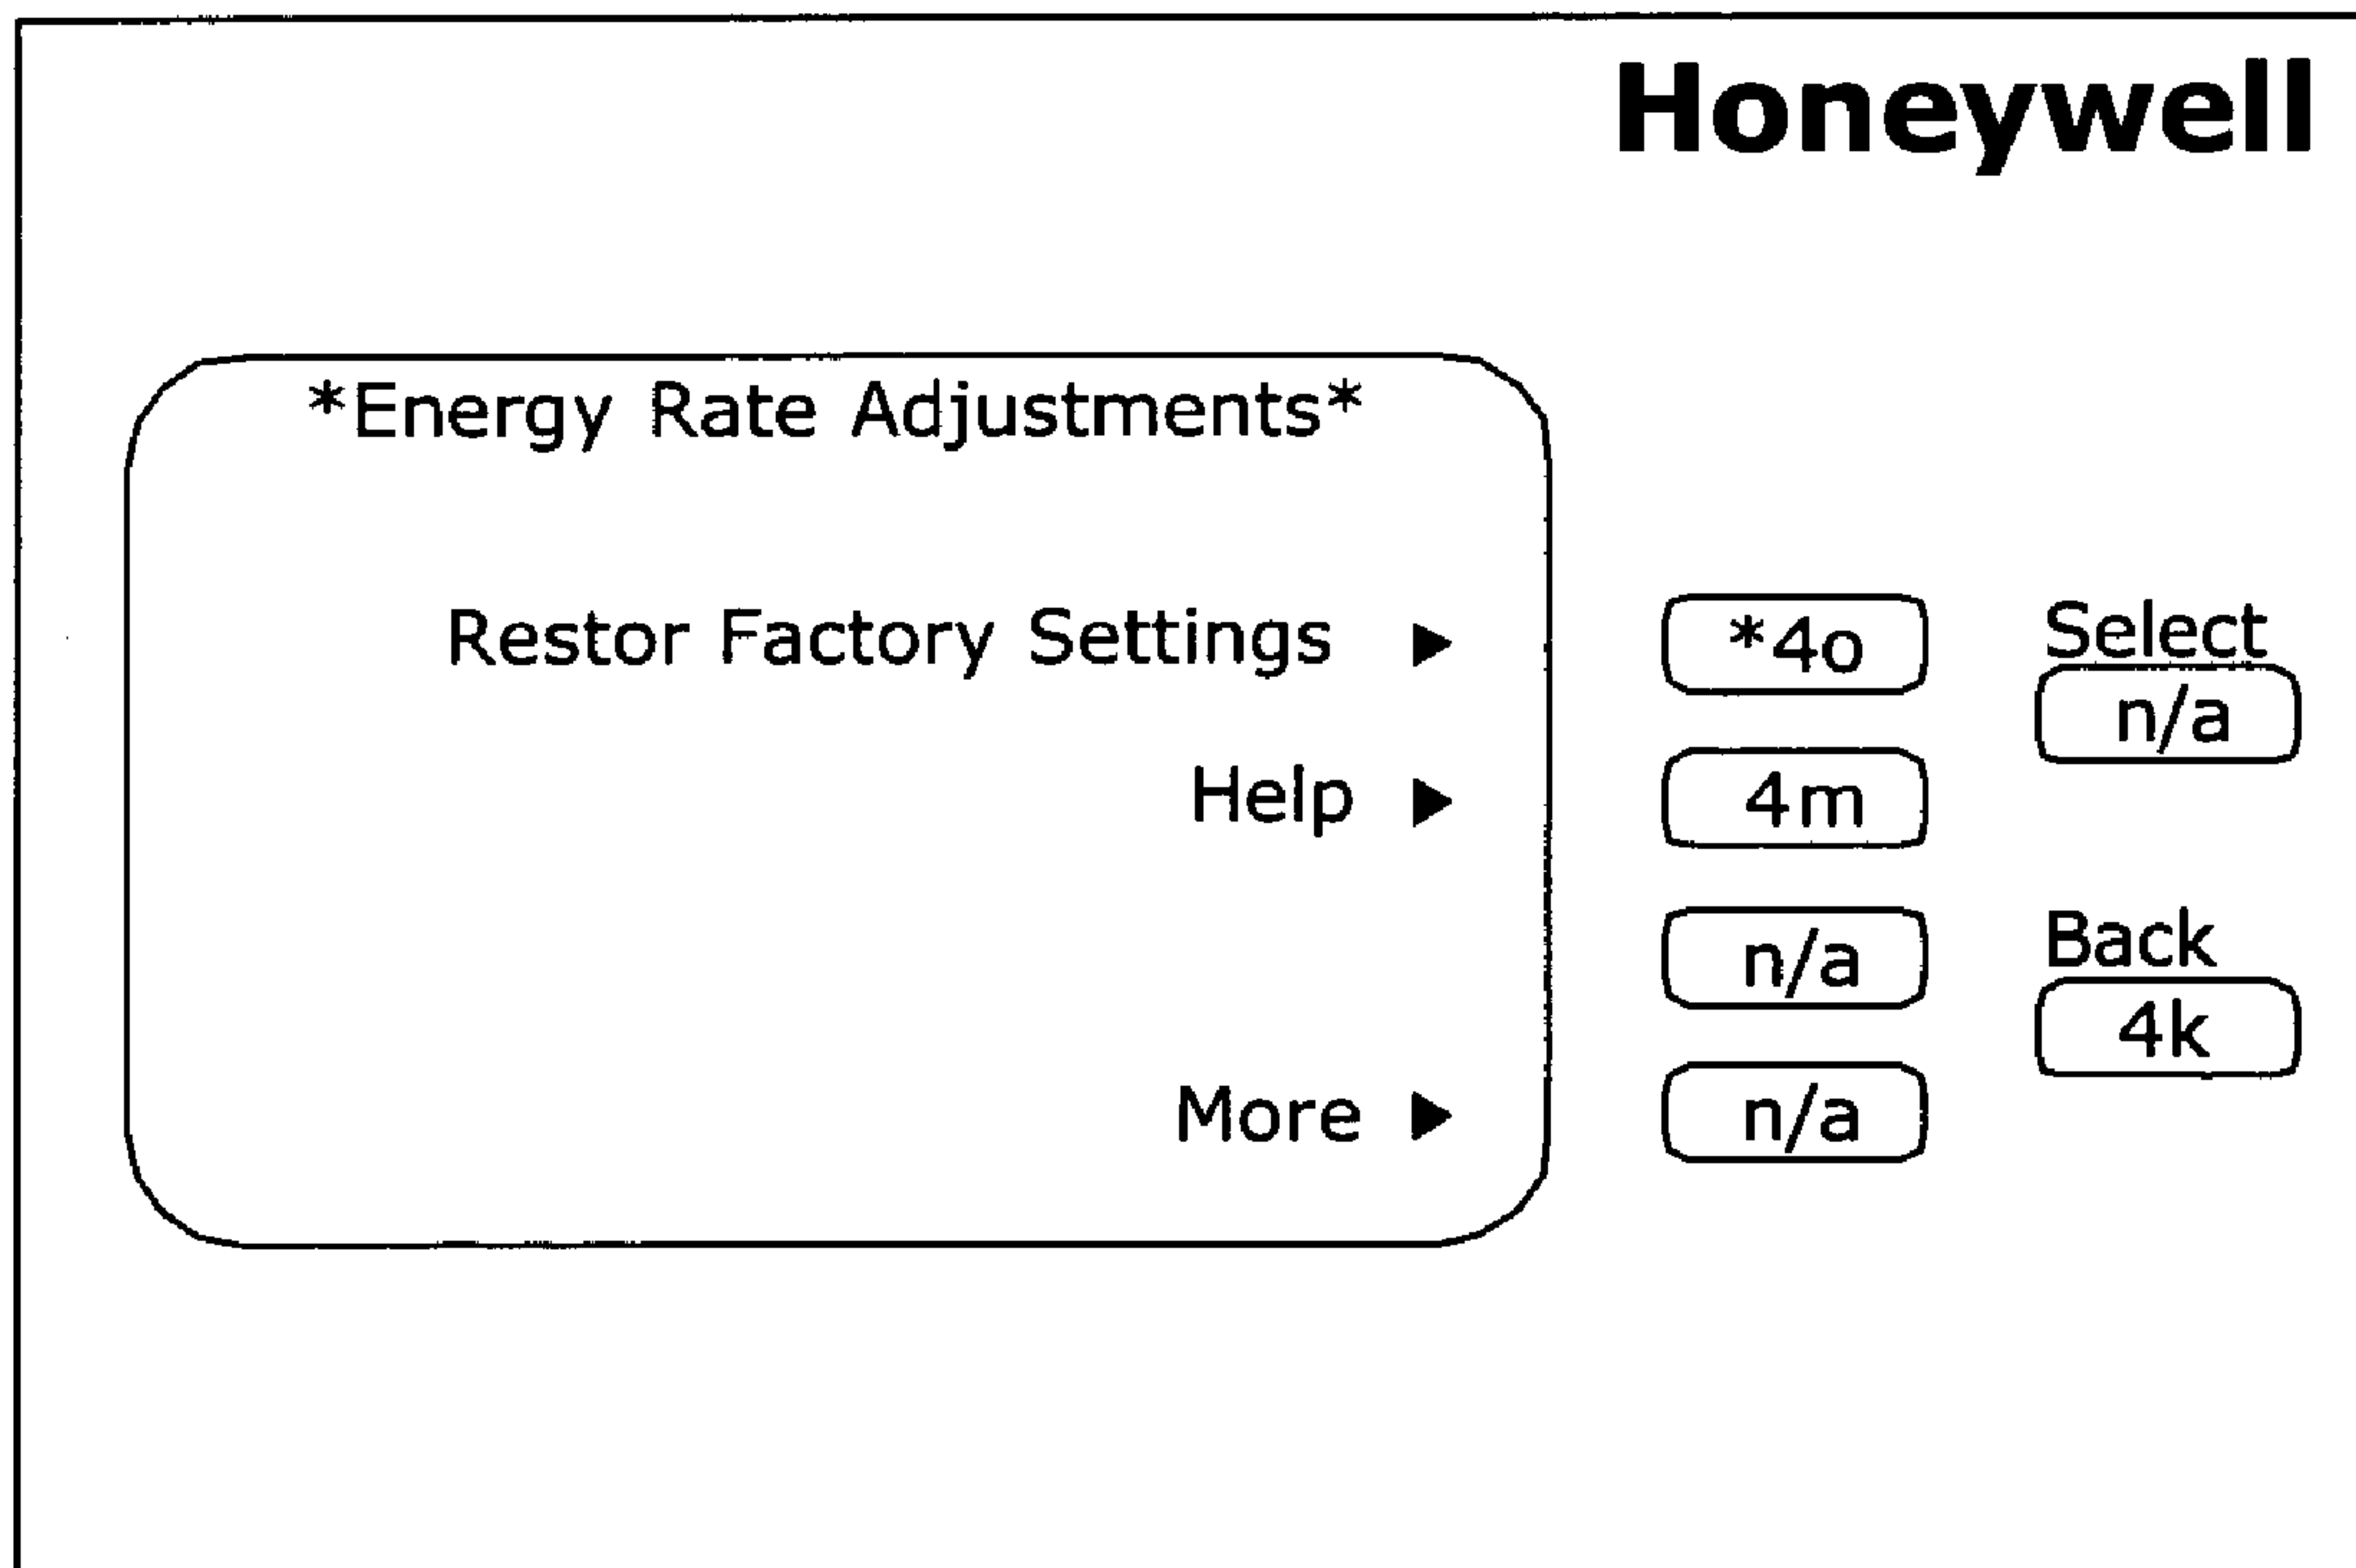 Honeywell
*Energy Rate Adjustments*
Restor Factory Settings ▶ *4o
Select
n/a
Help ▶ 4m
n/a
Back
4k
More ▶ n/a